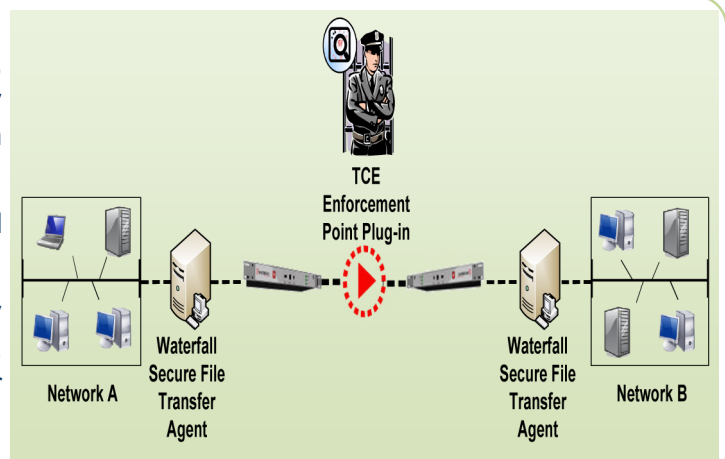 TCE
Enforcement
Point Plug-in
Network A
Waterfall
Secure File
Transfer
Agent
Waterfall
Secure File
Transfer
Agent
Network B